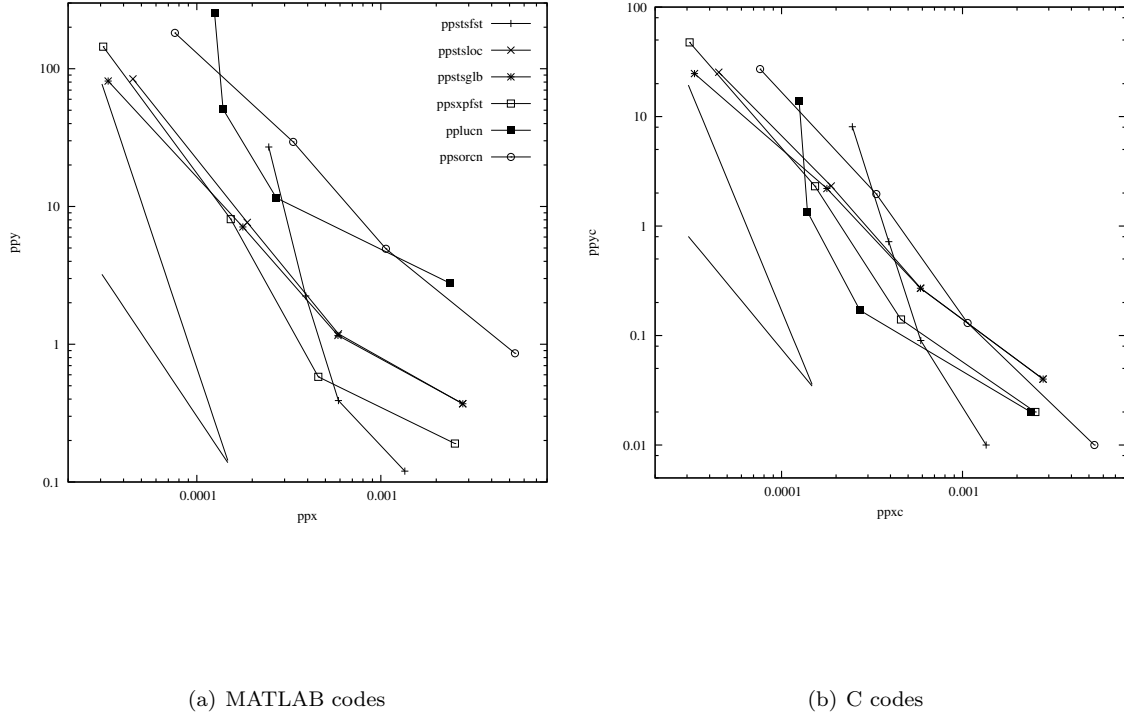 100
10
1
0.1
0.0001
0.001
ppy
ppx
ppstsfst
ppstsloc
ppstsglb
ppsxpfst
pplucn
ppsorcn
100
10
1
0.1
0.01
0.0001
0.001
ppyc
ppxc
(a) MATLAB codes
(b) C codes